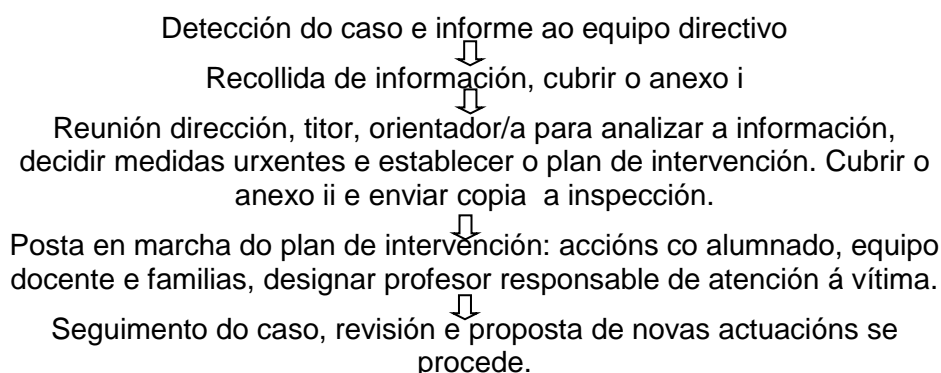 Detección do caso e informe ao equipo directivo
Recollida de información, cubrir o anexo i
Reunión dirección, titor, orientador/a para analizar a información,
decidir medidas urxentes e establecer o plan de intervención. Cubrir o
anexo ii e enviar copia a inspección.
Posta en marcha do plan de intervención: accións co alumnado, equipo
docente e familias, designar profesor responsable de atención á vítima.
Seguimento do caso, revisión e proposta de novas actuacións se
procede.